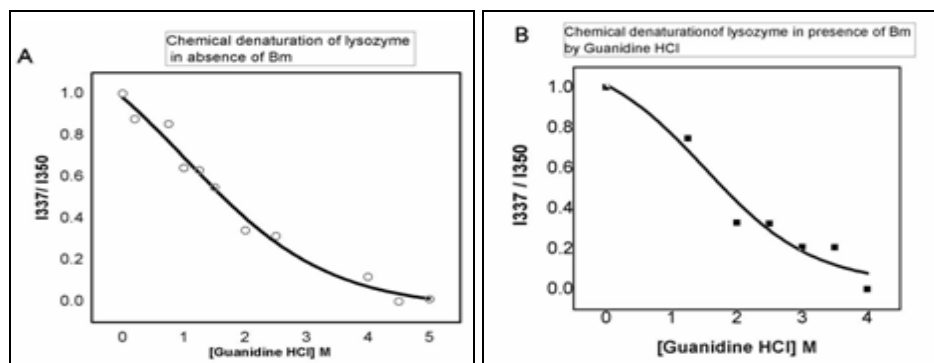 A
Chemical denaturation of lysozyme
in absence of Bm
I337/ I350
1.0
0.8
0.6
0.4
0.2
0.0
0 1 2 3 4 5
[Guanidine HCl] M
B
Chemical denaturationof lysozyme in presence of Bm
by Guanidine HCl
I337 / I350
1.0
0.8
0.6
0.4
0.2
0.0
0 1 2 3 4
[Guanidine HCl] M